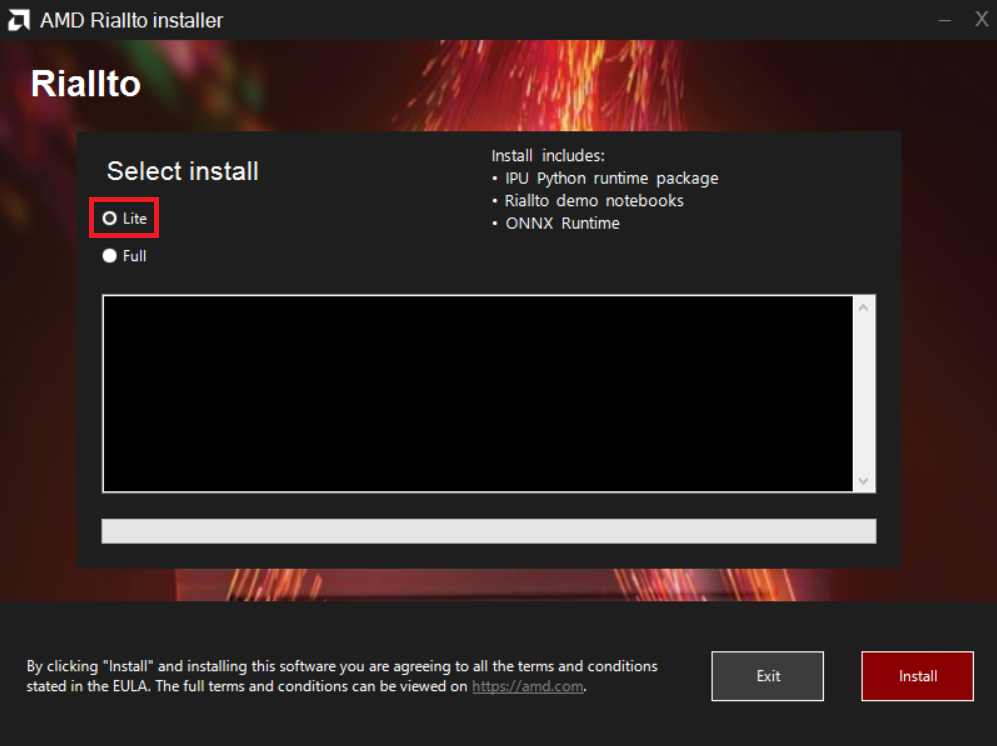 AMD Riallto installer
Riallto
Select install
Lite
Full
Install includes:
• IPU Python runtime package
• Riallto demo notebooks
• ONNX Runtime
By clicking "Install" and installing this software you are agreeing to all the terms and conditions
stated in the EULA. The full terms and conditions can be viewed on https://amd.com.
Exit
Install